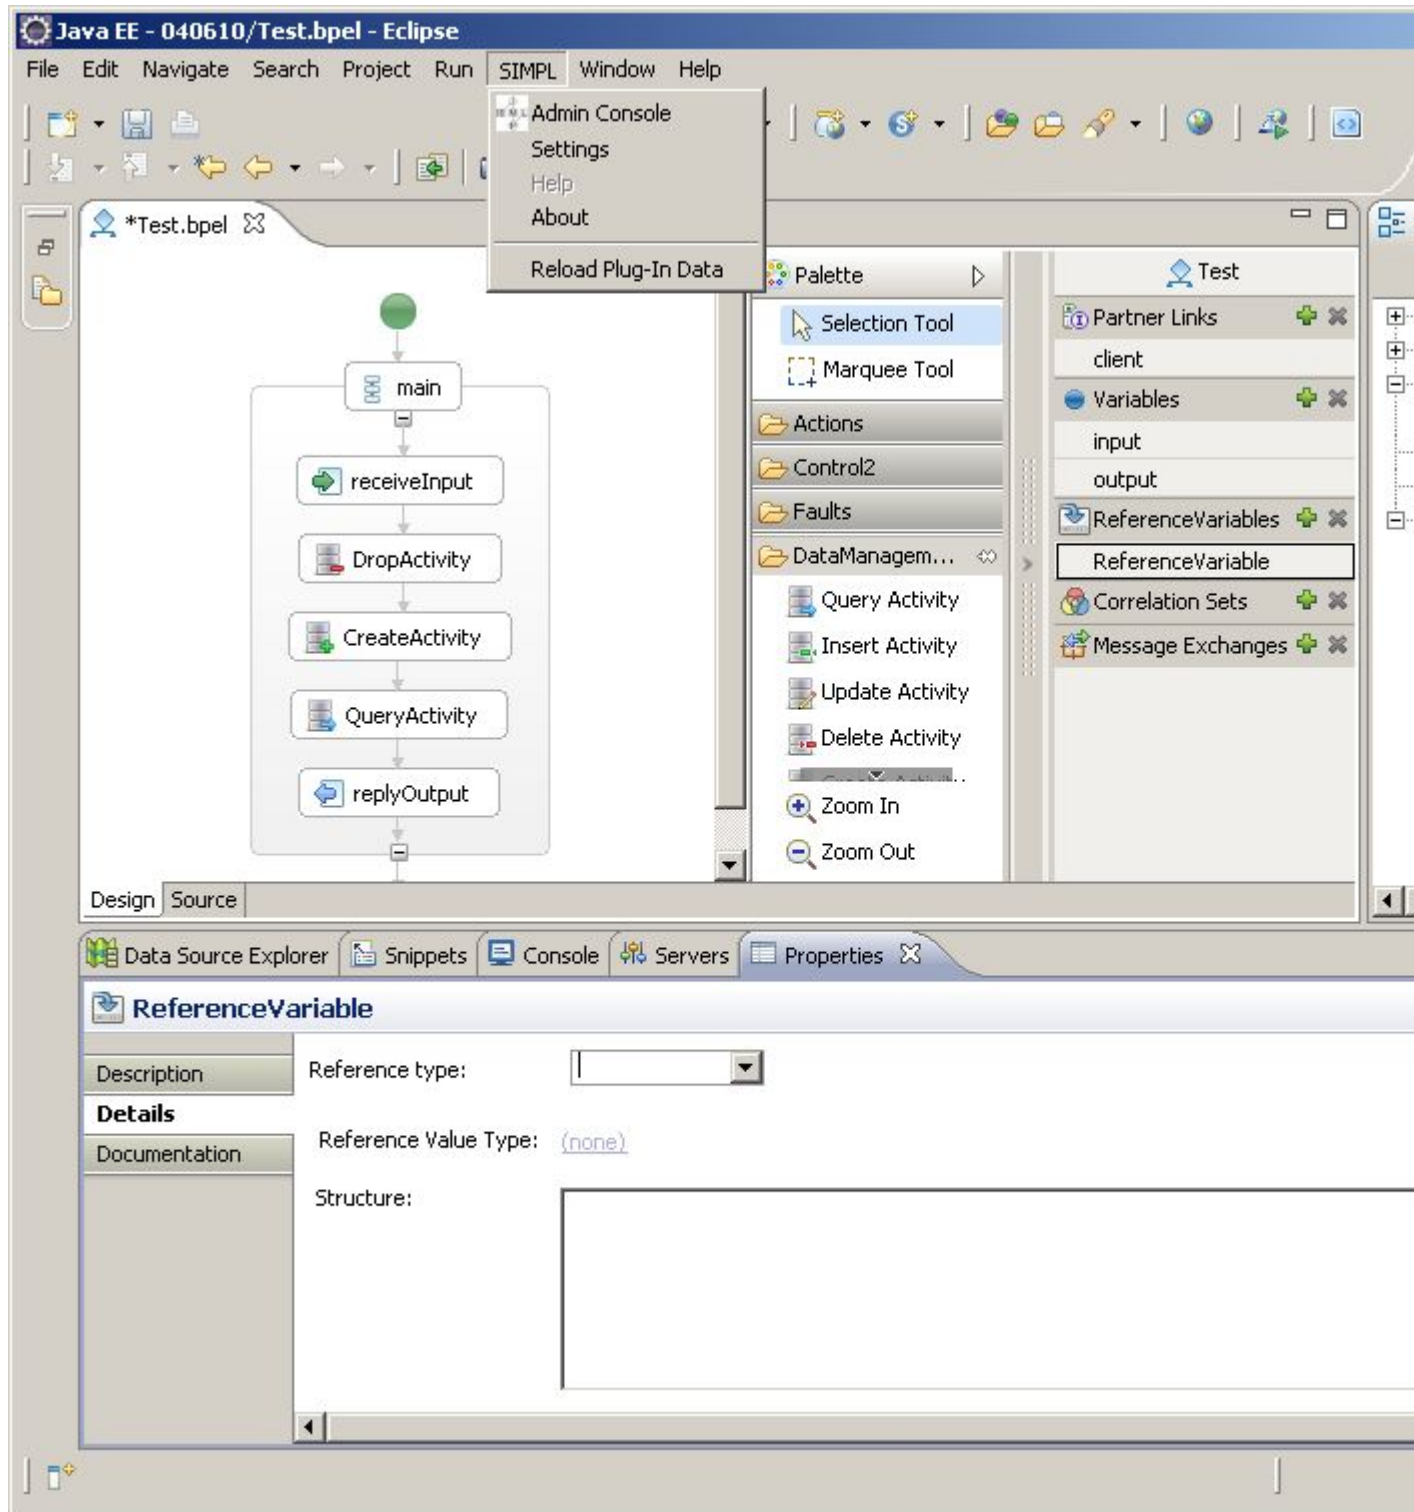 Java EE - 040610/Test.bpel - Eclipse
File Edit Navigate Search Project Run SIMPL Window Help
Admin Console
Settings
Help
About
Reload Plug-In Data
*Test.bpel
main
receiveInput
DropActivity
CreateActivity
QueryActivity
replyOutput
Palette
Selection Tool
Marquee Tool
Actions
Control2
Faults
DataManagem...
Query Activity
Insert Activity
Update Activity
Delete Activity
Zoom In
Zoom Out
Test
Partner Links
client
Variables
input
output
ReferenceVariables
ReferenceVariable
Correlation Sets
Message Exchanges
Design Source
Data Source Explorer Snippets Console Servers Properties
ReferenceVariable
Description
Details
Documentation
Reference type:
Reference Value Type: (none)
Structure: